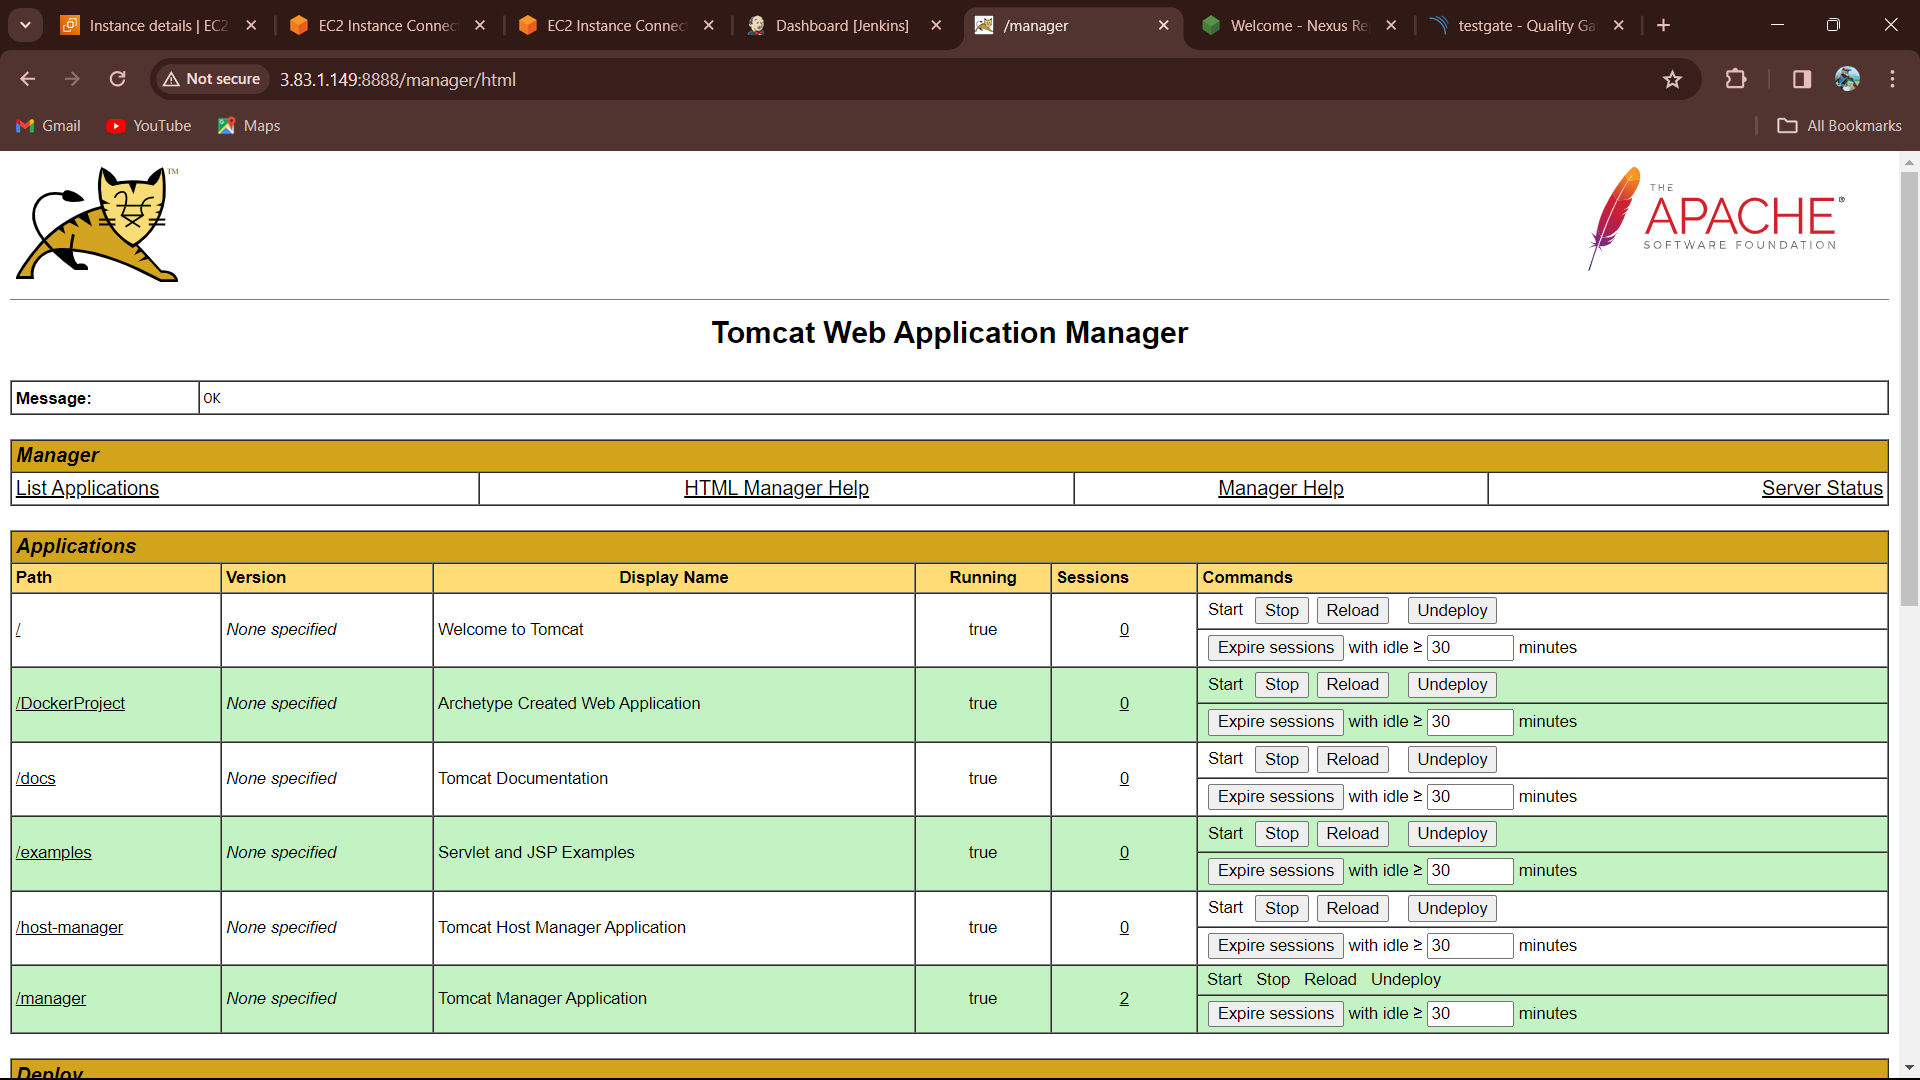 Instance details | EC2
EC2 Instance Connec
EC2 Instance Connec
Dashboard [Jenkins]
/manager
Welcome - Nexus Re
testgate - Quality Ga
Not secure
3.83.1.149:8888/manager/html
Gmail
YouTube
Maps
All Bookmarks
TM
THE
APACHE®
SOFTWARE FOUNDATION
Tomcat Web Application Manager
Message: OK
Manager
List Applications HTML Manager Help Manager Help Server Status
Applications
Path Version Display Name Running Sessions Commands
/ None specified Welcome to Tomcat true 0 Start Stop Reload Undeploy
Expire sessions with idle ≥ 30 minutes
/DockerProject None specified Archetype Created Web Application true 0 Start Stop Reload Undeploy
Expire sessions with idle ≥ 30 minutes
/docs None specified Tomcat Documentation true 0 Start Stop Reload Undeploy
Expire sessions with idle ≥ 30 minutes
/examples None specified Servlet and JSP Examples true 0 Start Stop Reload Undeploy
Expire sessions with idle ≥ 30 minutes
/host-manager None specified Tomcat Host Manager Application true 0 Start Stop Reload Undeploy
Expire sessions with idle ≥ 30 minutes
/manager None specified Tomcat Manager Application true 2 Start Stop Reload Undeploy
Expire sessions with idle ≥ 30 minutes
Deploy